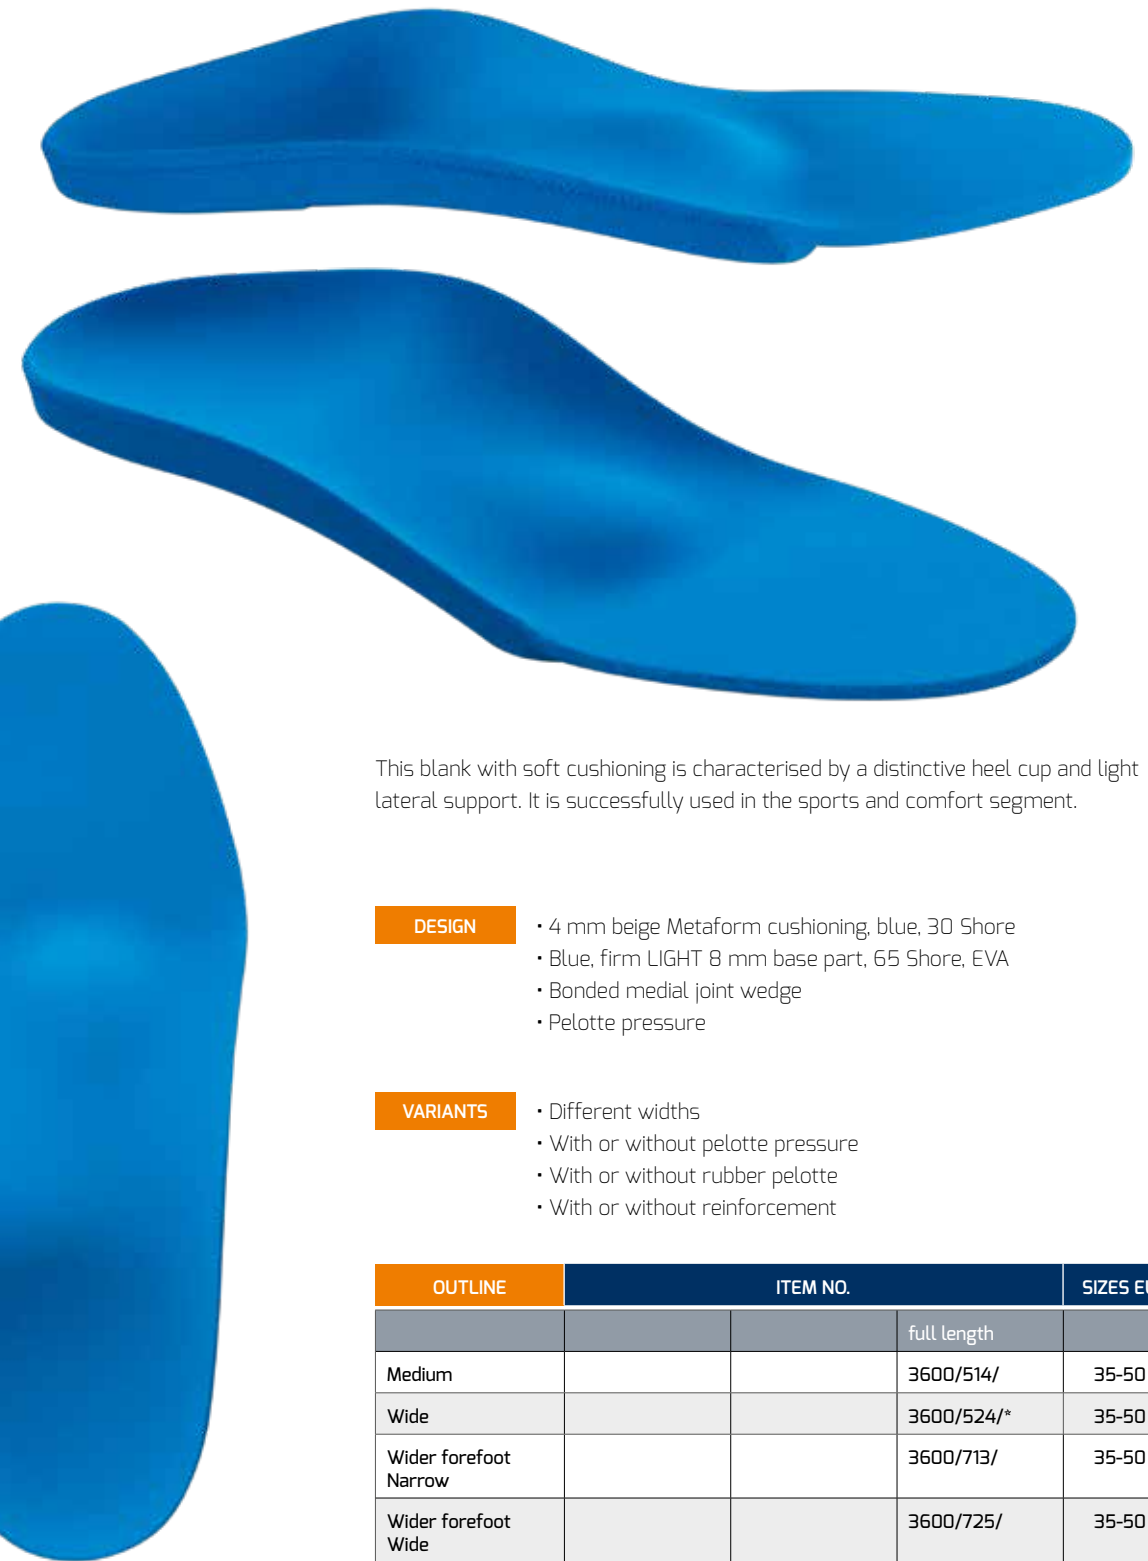 This blank with soft cushioning is characterised by a distinctive heel cup and light
lateral support. It is successfully used in the sports and comfort segment.
DESIGN
• 4 mm beige Metaform cushioning, blue, 30 Shore
• Blue, firm LIGHT 8 mm base part, 65 Shore, EVA
• Bonded medial joint wedge
• Pelotte pressure
VARIANTS
• Different widths
• With or without pelotte pressure
• With or without rubber pelotte
• With or without reinforcement
OUTLINE ITEM NO. SIZES
full length
Medium 3600/514/ 35-50
Wide 3600/524/* 35-50
Wider forefoot 3600/713/ 35-50
Narrow
Wider forefoot 3600/725/ 35-50
Wide